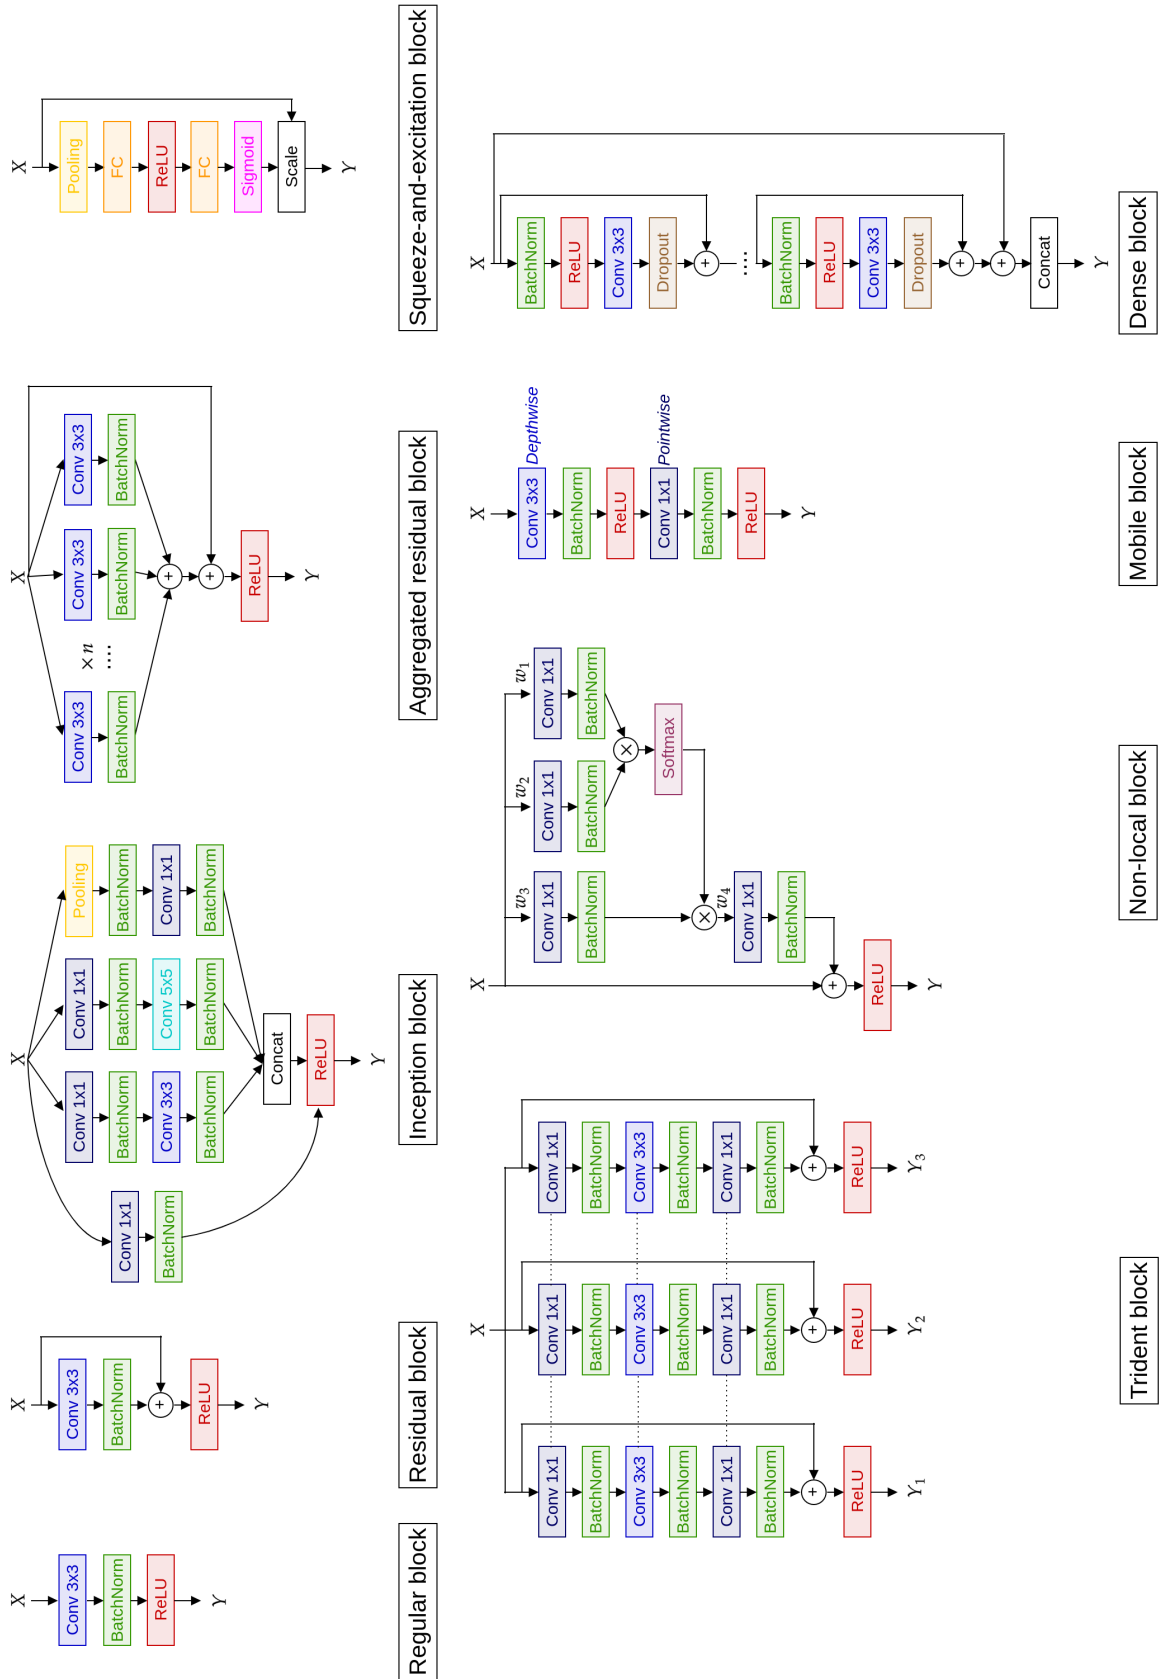 X
Conv 3x3
BatchNorm
ReLU
Y
Regular block
X
Conv 3x3
BatchNorm
+
ReLU
Y
Residual block
X
Conv 1x1
BatchNorm
Conv 1x1
BatchNorm
Conv 3x3
BatchNorm
Conv 1x1
BatchNorm
Conv 5x5
BatchNorm
Pooling
BatchNorm
Conv 1x1
BatchNorm
Concat
ReLU
Y
Inception block
X
Conv 3x3
BatchNorm
× n
....
Conv 3x3
BatchNorm
Conv 3x3
BatchNorm
+
+
ReLU
Y
Aggregated residual block
X
Pooling
FC
ReLU
FC
Sigmoid
Scale
Y
Squeeze-and-excitation block
X
Conv 1x1
BatchNorm
Conv 3x3
BatchNorm
Conv 1x1
BatchNorm
+
ReLU
Y1
Conv 1x1
BatchNorm
Conv 3x3
BatchNorm
Conv 1x1
BatchNorm
+
ReLU
Y2
Conv 1x1
BatchNorm
Conv 3x3
BatchNorm
Conv 1x1
BatchNorm
+
ReLU
Y3
Trident block
X
w3
Conv 1x1
BatchNorm
w2
Conv 1x1
BatchNorm
w1
Conv 1x1
BatchNorm
×
Softmax
×
w4
Conv 1x1
BatchNorm
+
ReLU
Y
Non-local block
X
Conv 3x3 Depthwise
BatchNorm
ReLU
Conv 1x1 Pointwise
BatchNorm
ReLU
Y
Mobile block
X
BatchNorm
ReLU
Conv 3x3
Dropout
+
....
BatchNorm
ReLU
Conv 3x3
Dropout
+
+
Concat
Y
Dense block